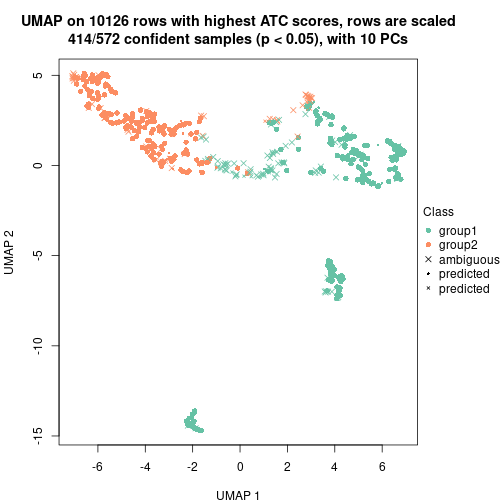 UMAP on 10126 rows with highest ATC scores, rows are scaled
414/572 confident samples (p < 0.05), with 10 PCs
5
0
-5
-10
-15
UMAP 2
-6
-4
-2
0
2
4
6
UMAP 1
Class
group1
group2
ambiguous
predicted
predicted